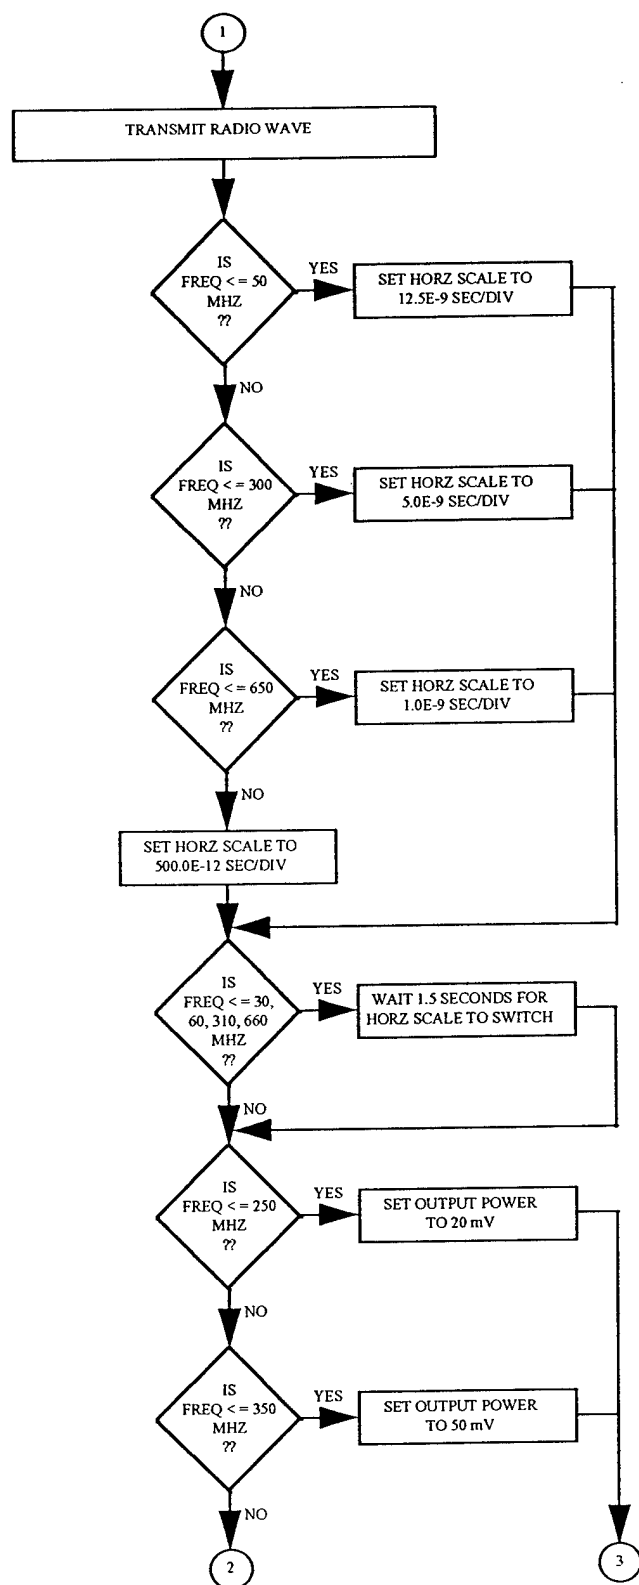 1
TRANSMIT RADIO WAVE
IS
FREQ < = 50
MHZ
??
YES
SET HORZ SCALE TO
12.5E-9 SEC/DIV
NO
IS
FREQ < = 300
MHZ
??
YES
SET HORZ SCALE TO
5.0E-9 SEC/DIV
NO
IS
FREQ < = 650
MHZ
??
YES
SET HORZ SCALE TO
1.0E-9 SEC/DIV
NO
SET HORZ SCALE TO
500.0E-12 SEC/DIV
IS
FREQ < = 30,
60, 310, 660
MHZ
??
YES
WAIT 1.5 SECONDS FOR
HORZ SCALE TO SWITCH
NO
IS
FREQ < = 250
MHZ
??
YES
SET OUTPUT POWER
TO 20 mV
NO
IS
FREQ < = 350
MHZ
??
YES
SET OUTPUT POWER
TO 50 mV
NO
2
3